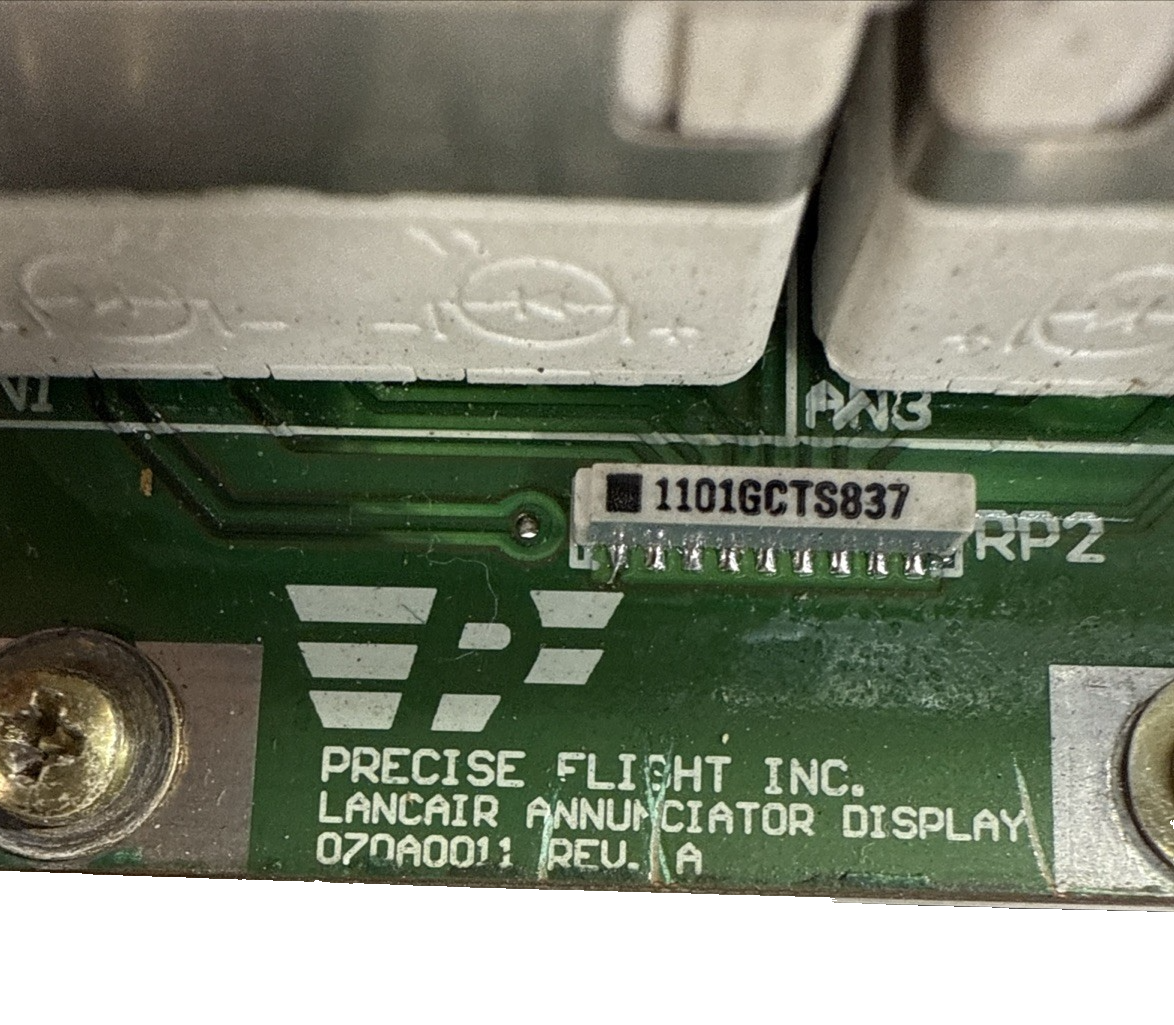 AN3
1101GCTS837
RP2
PRECISE FLIGHT INC.
LANCAIR ANNUNCIATOR DISPLAY
070A0011 REV. A